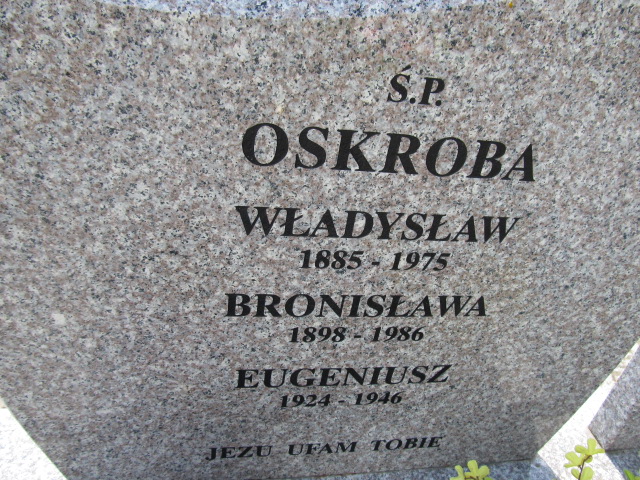 Ś.P.
OSKROBA
WŁADYSŁAW
1885 - 1975
BRONISŁAWA
1898 - 1986
EUGENIUSZ
1924 - 1946
JEZU UFAM TOBIE